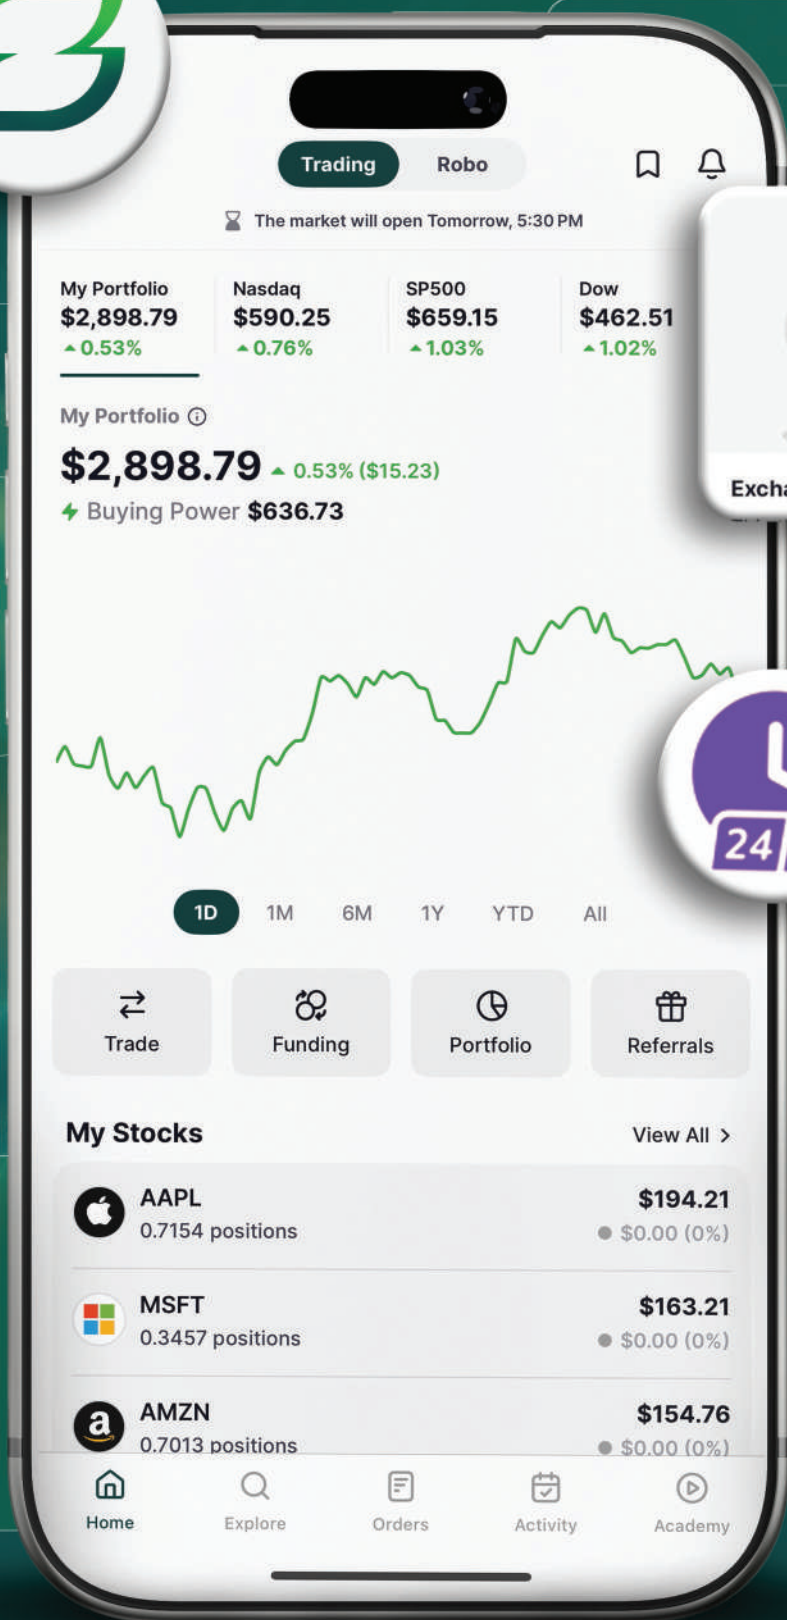 Trading Robo
The market will open Tomorrow, 5:30 PM
My Portfolio Nasdaq SP500 Dow
$2,898.79 $590.25 $659.15 $462.51
0.53% 0.76% 1.03% 1.02%
My Portfolio
$2,898.79 0.53% ($15.23)
Buying Power $636.73
24
1D 1M 6M 1Y YTD All
Trade Funding Portfolio Referrals
My Stocks View All
AAPL $194.21
0.7154 positions $0.00 (0%)
MSFT $163.21
0.3457 positions $0.00 (0%)
AMZN $154.76
0.7013 positions $0.00 (0%)
Home Explore Orders Activity Academy